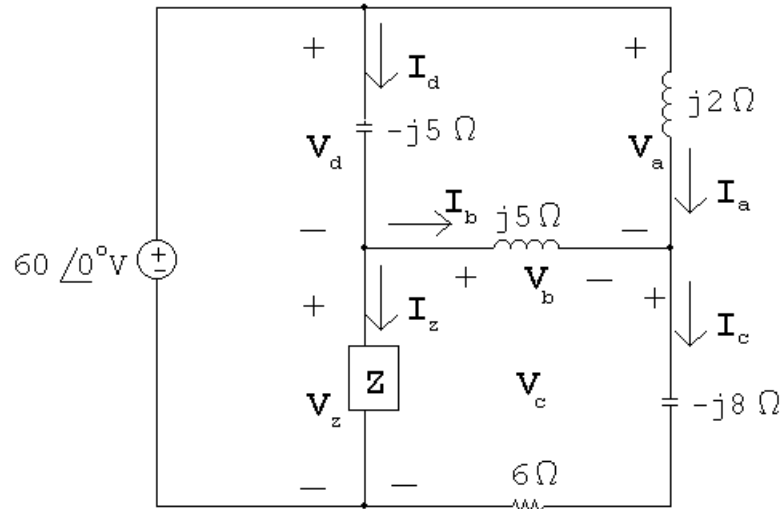 + I_d + j2 Ω
-j5 Ω
V_d V_a
I_b j5 Ω I_a
− −
60 /0° V + −
+ I_z + V_b − + I_c
Z V_c -j8 Ω
V_z
− − 6 Ω